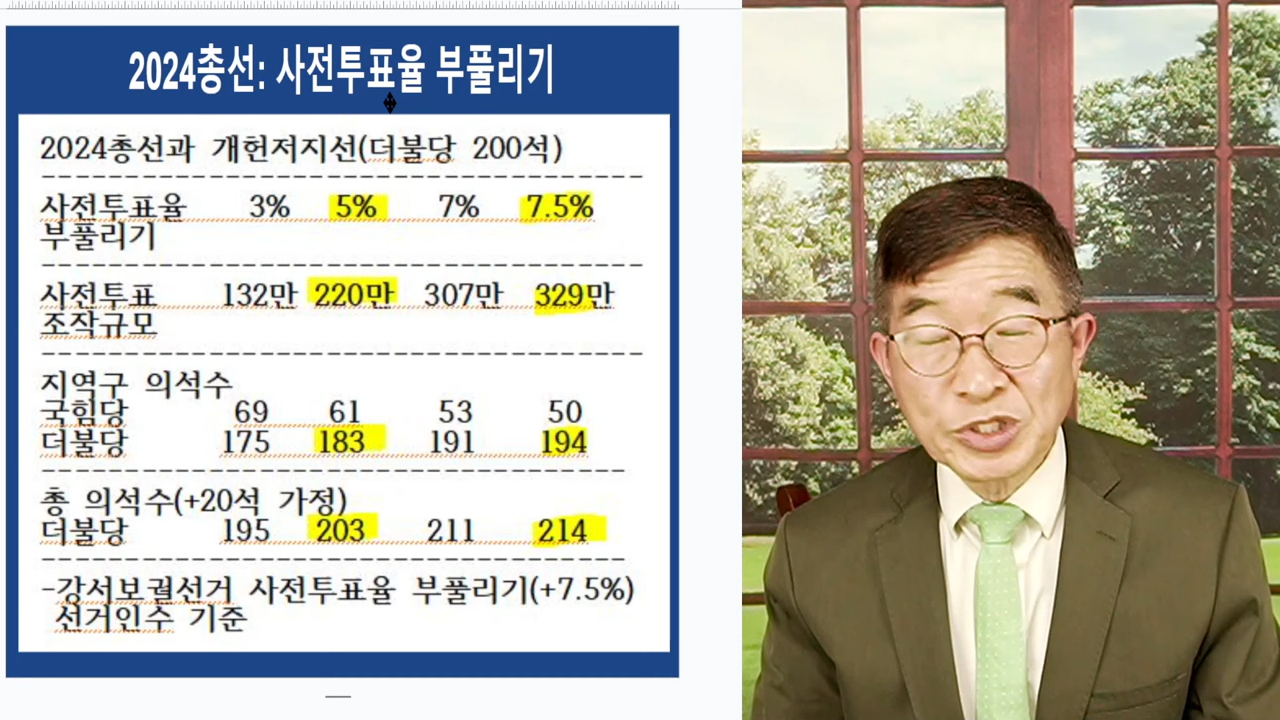 2024총선: 사전투표율 부풀리기
2024총선과 개헌저지선(더불당 200석)
사전투표율 3% 5% 7% 7.5%
부풀리기
사전투표 132만 220만 307만 329만
조작규모
지역구 의석수
국힘당 69 61 53 50
더불당 175 183 191 194
총 의석수(+20석 가정)
더불당 195 203 211 214
-강서보궐선거 사전투표율 부풀리기(+7.5%)
선거인수 기준